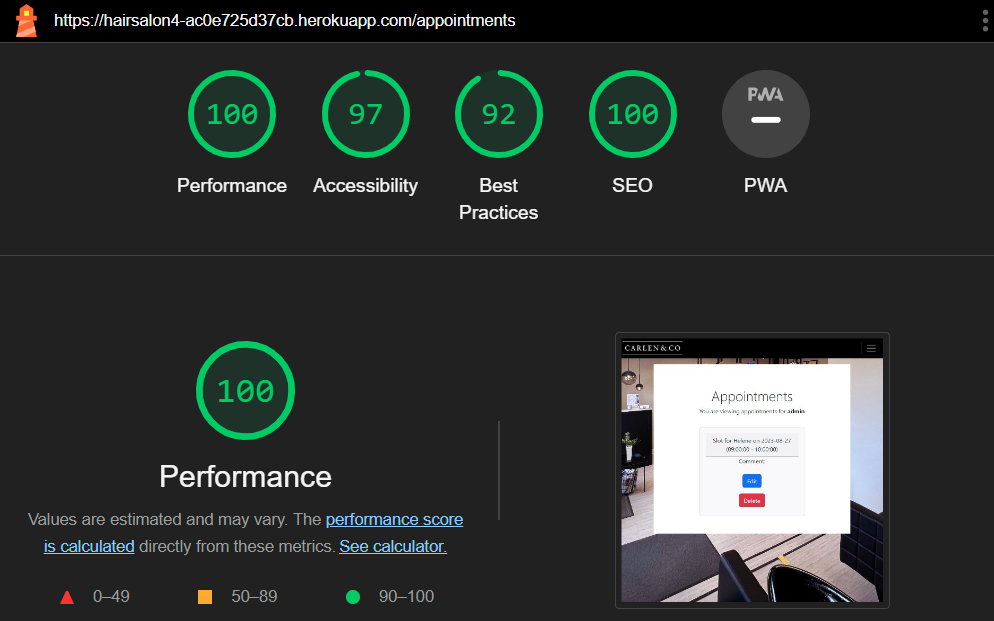 https://hairsalon4-ac0e725d37cb.herokuapp.com/appointments
100
97
92
100
PWA
Performance
Accessibility
Best
Practices
SEO
PWA
100
Performance
Values are estimated and may vary. The performance score
is calculated directly from these metrics. See calculator.
0–49
50–89
90–100
CARLEN & CO
Appointments
You are viewing appointments for admin
Slot for Helene on 2023-08-27
(09:00:00 - 10:00:00)
Comment:
Edit
Delete